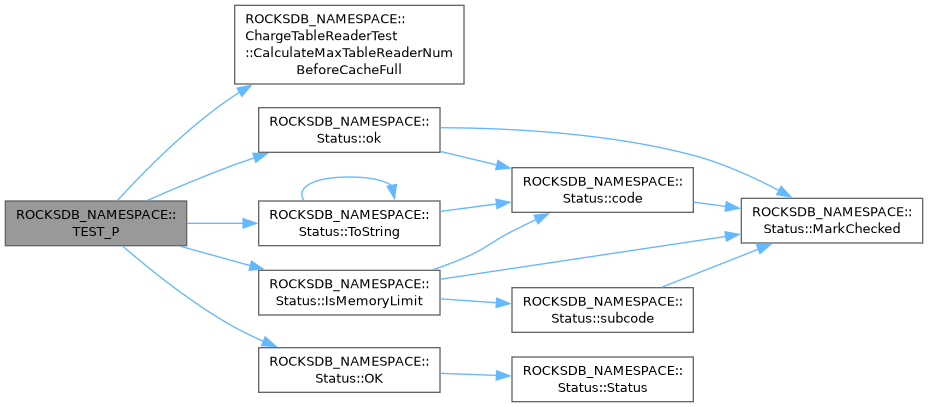 ROCKSDB_NAMESPACE::
ChargeTableReaderTest
::CalculateMaxTableReaderNum
BeforeCacheFull
ROCKSDB_NAMESPACE::
Status::ok
ROCKSDB_NAMESPACE::
Status::code
ROCKSDB_NAMESPACE::
TEST_P
ROCKSDB_NAMESPACE::
Status::ToString
ROCKSDB_NAMESPACE::
Status::MarkChecked
ROCKSDB_NAMESPACE::
Status::IsMemoryLimit
ROCKSDB_NAMESPACE::
Status::subcode
ROCKSDB_NAMESPACE::
Status::OK
ROCKSDB_NAMESPACE::
Status::Status